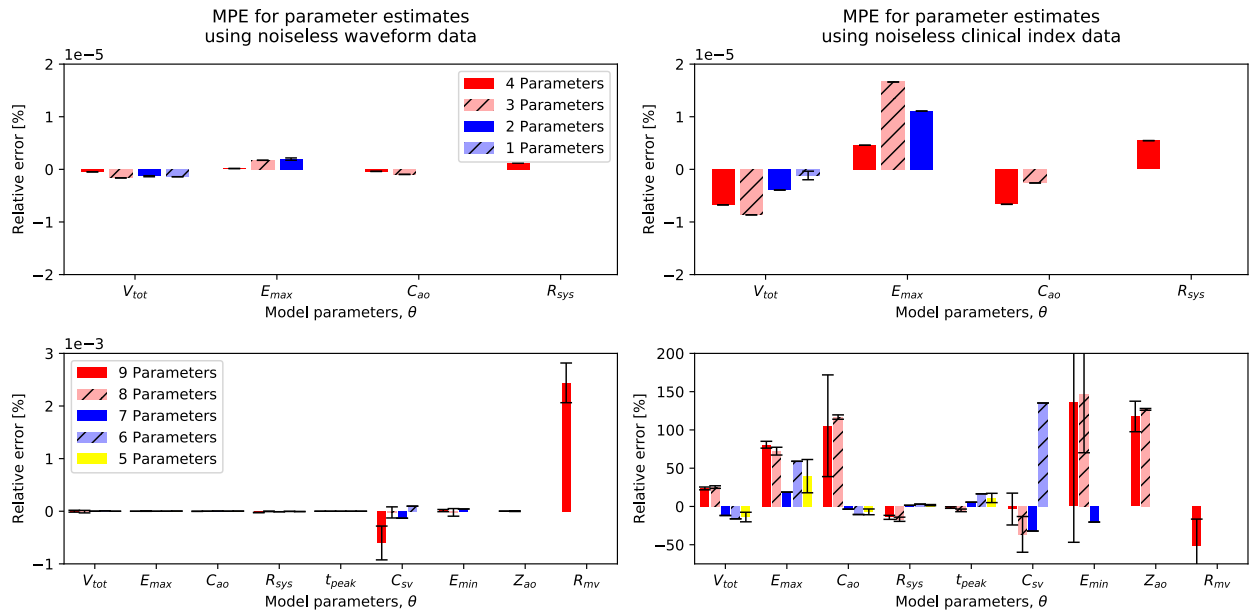 MPE for parameter estimates
using noiseless waveform data
1e−5
2
1
0
−1
−2
Relative error [%]
4 Parameters
3 Parameters
2 Parameters
1 Parameters
V_tot E_max C_ao R_sys
Model parameters, θ
MPE for parameter estimates
using noiseless clinical index data
1e−5
2
1
0
−1
−2
Relative error [%]
V_tot E_max C_ao R_sys
Model parameters, θ
1e−3
3
2
1
0
−1
Relative error [%]
9 Parameters
8 Parameters
7 Parameters
6 Parameters
5 Parameters
V_tot E_max C_ao R_sys t_peak C_sv E_min Z_ao R_mv
Model parameters, θ
200
150
100
50
0
−50
Relative error [%]
V_tot E_max C_ao R_sys t_peak C_sv E_min Z_ao R_mv
Model parameters, θ